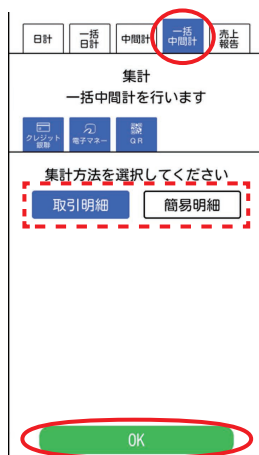 日計
一括
日計
中間計
一括
中間計
売上
報告
集計
一括中間計を行います
クレジット
銀聯
電子マネー
QR
集計方法を選択してください
取引明細
簡易明細
OK